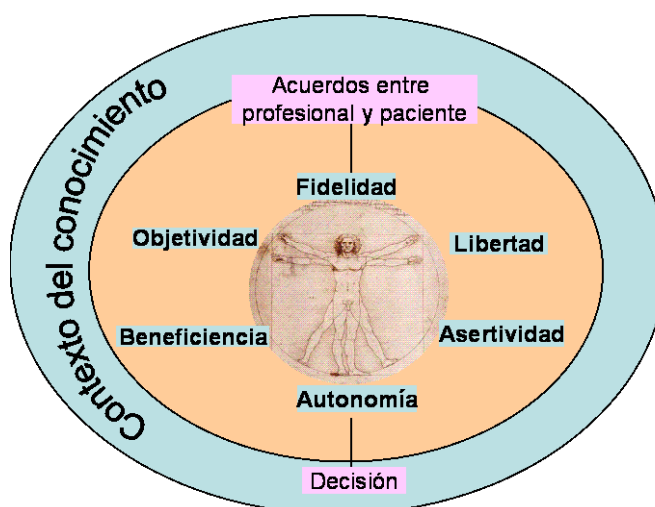 Contexto del conocimiento
Acuerdos entre
profesional y paciente
Fidelidad
Objetividad
Libertad
Beneficiencia
Asertividad
Autonomía
Decisión